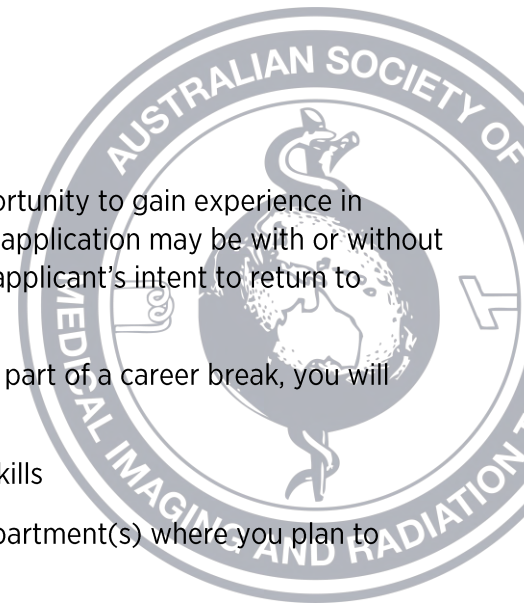 AUSTRALIAN SOCIETY OF
MEDICAL IMAGING AND RADIATION T
ortunity to gain experience in
application may be with or without
applicant's intent to return to
part of a career break, you will
kills
partment(s) where you plan to